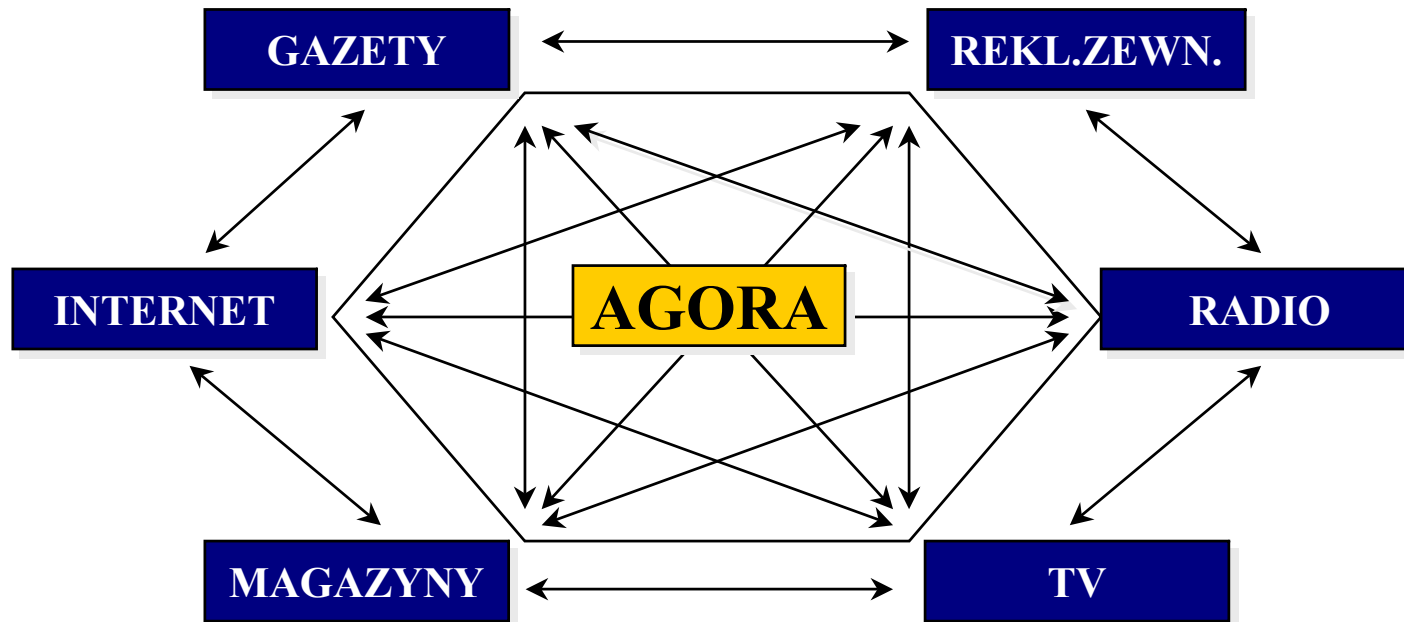 GAZETY
REKL.ZEWN.
INTERNET
AGORA
RADIO
MAGAZYNY
TV